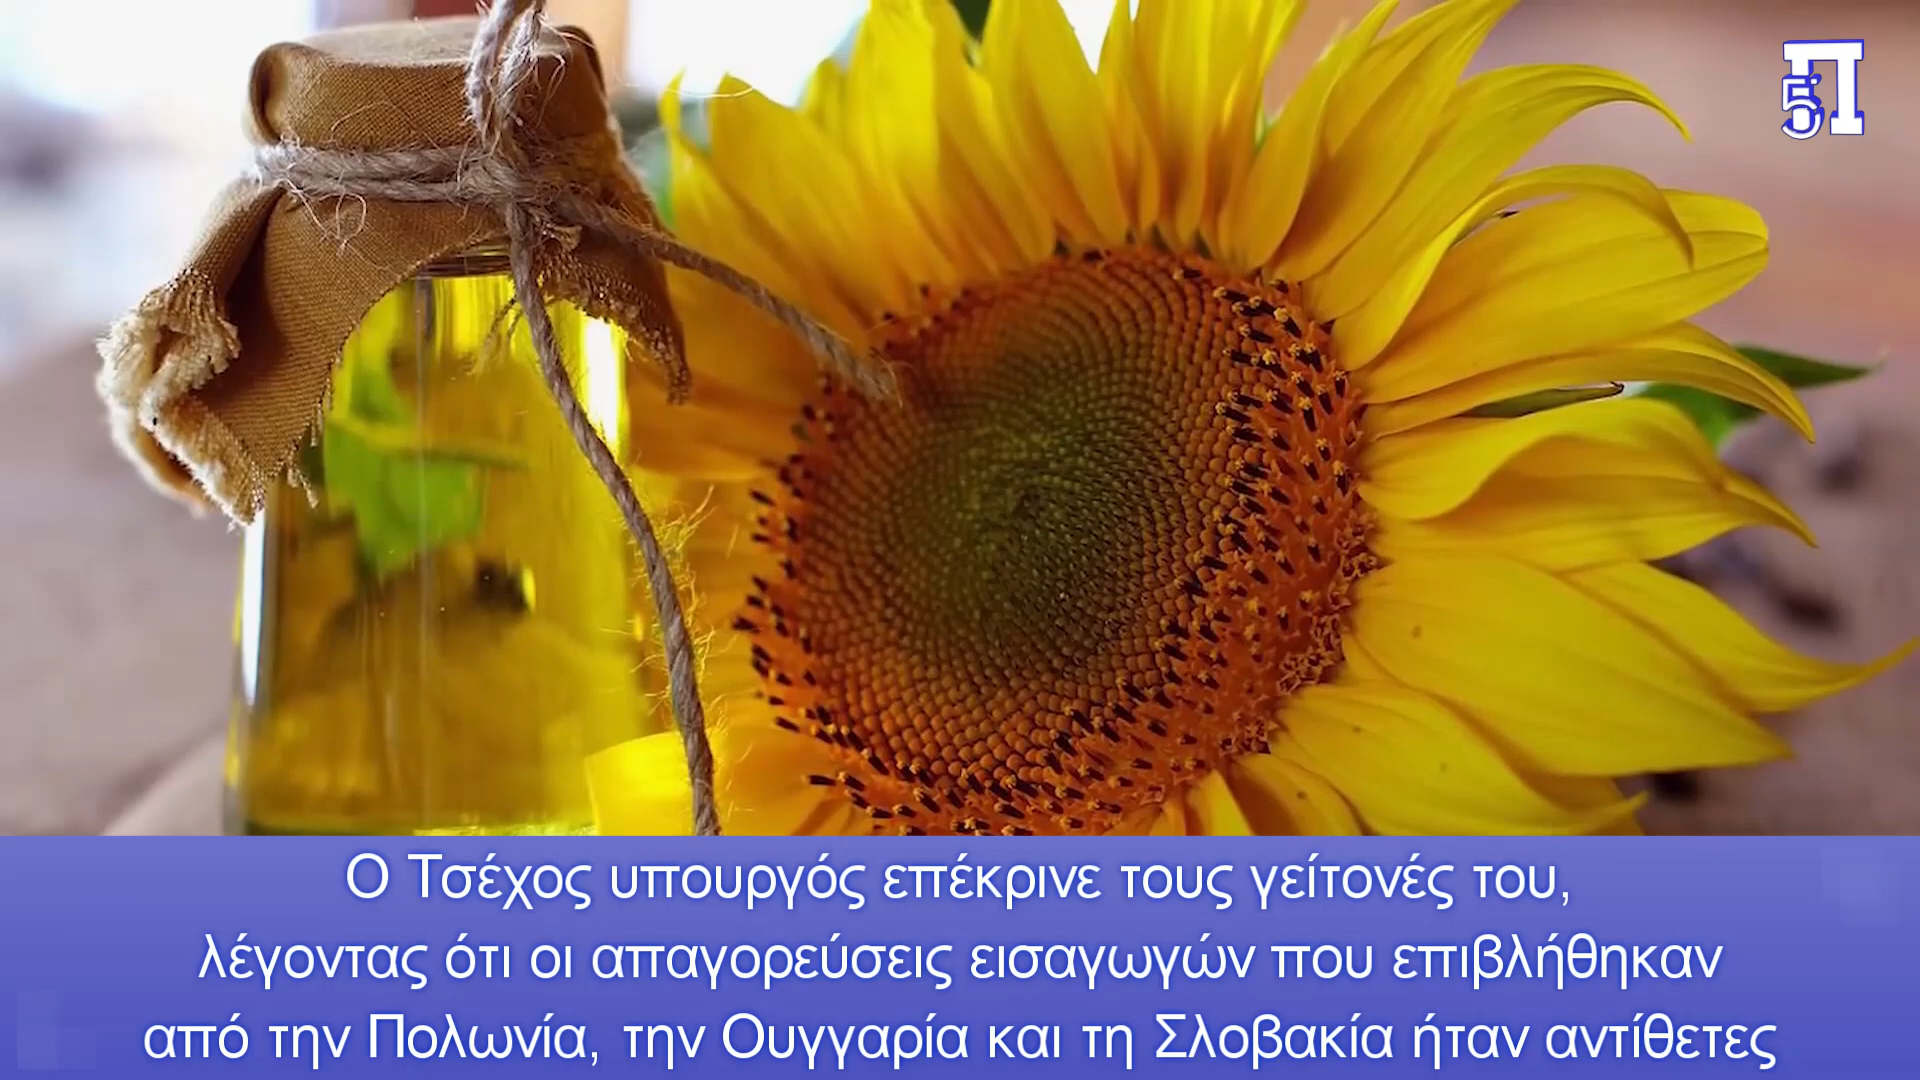 5Π
Ο Τσέχος υπουργός επέκρινε τους γείτονές του,
λέγοντας ότι οι απαγορεύσεις εισαγωγών που επιβλήθηκαν
από την Πολωνία, την Ουγγαρία και τη Σλοβακία ήταν αντίθετες